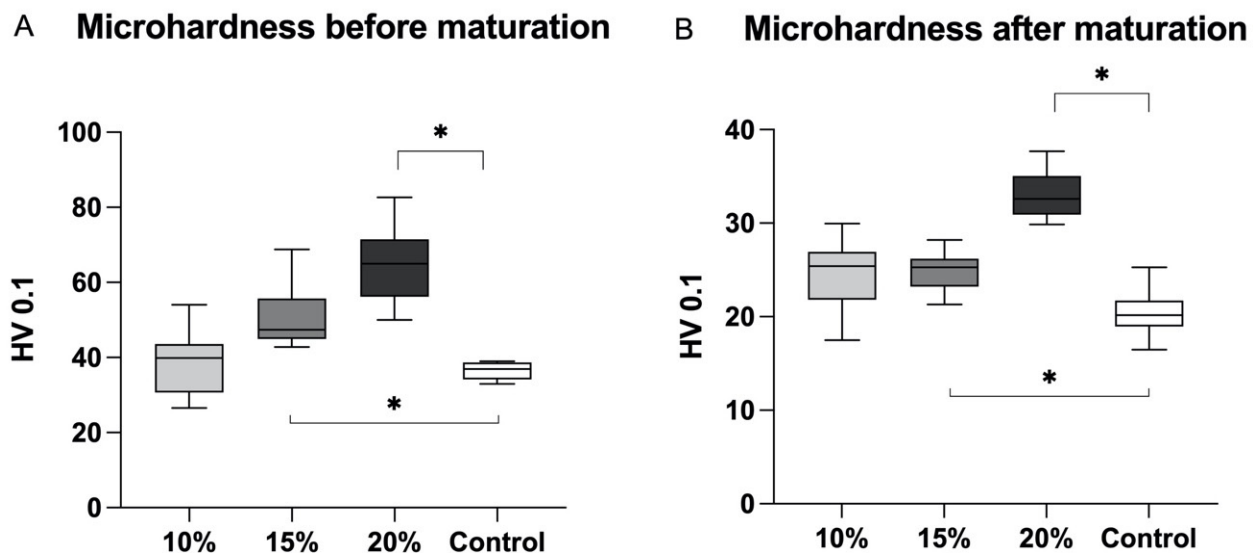 A Microhardness before maturation
HV 0.1
100
80
60
40
20
0
*
*
10% 15% 20% Control
B Microhardness after maturation
HV 0.1
40
30
20
10
0
*
*
10% 15% 20% Control